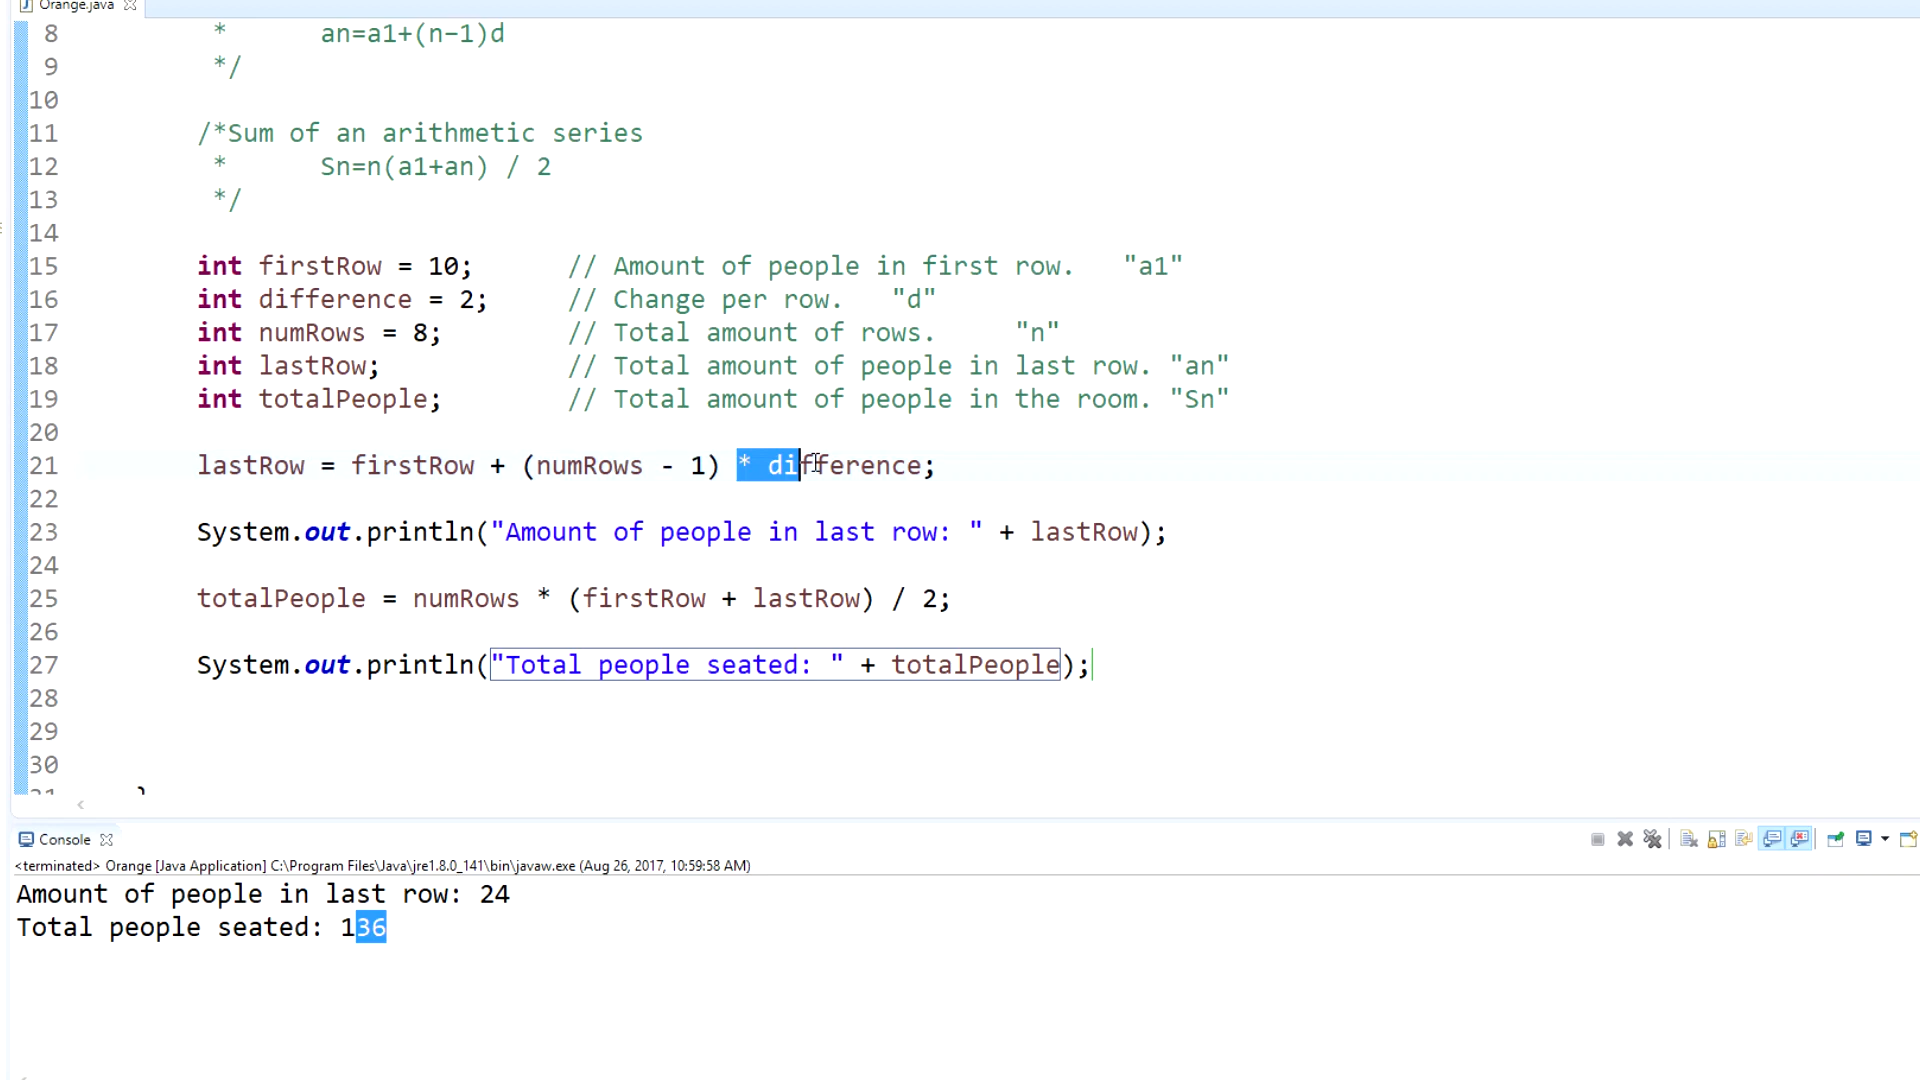 Orange.java
8 * an=a1+(n-1)d
9 */
10
11 /*Sum of an arithmetic series
12 * Sn=n(a1+an) / 2
13 */
14
15 int firstRow = 10; // Amount of people in first row. "a1"
16 int difference = 2; // Change per row. "d"
17 int numRows = 8; // Total amount of rows. "n"
18 int lastRow; // Total amount of people in last row. "an"
19 int totalPeople; // Total amount of people in the room. "Sn"
20
21 lastRow = firstRow + (numRows - 1) * difference;
22
23 System.out.println("Amount of people in last row: " + lastRow);
24
25 totalPeople = numRows * (firstRow + lastRow) / 2;
26
27 System.out.println("Total people seated: " + totalPeople);
28
29
30
Console
<terminated> Orange [Java Application] C:\Program Files\Java\jre1.8.0_141\bin\javaw.exe (Aug 26, 2017, 10:59:58 AM)
Amount of people in last row: 24
Total people seated: 136